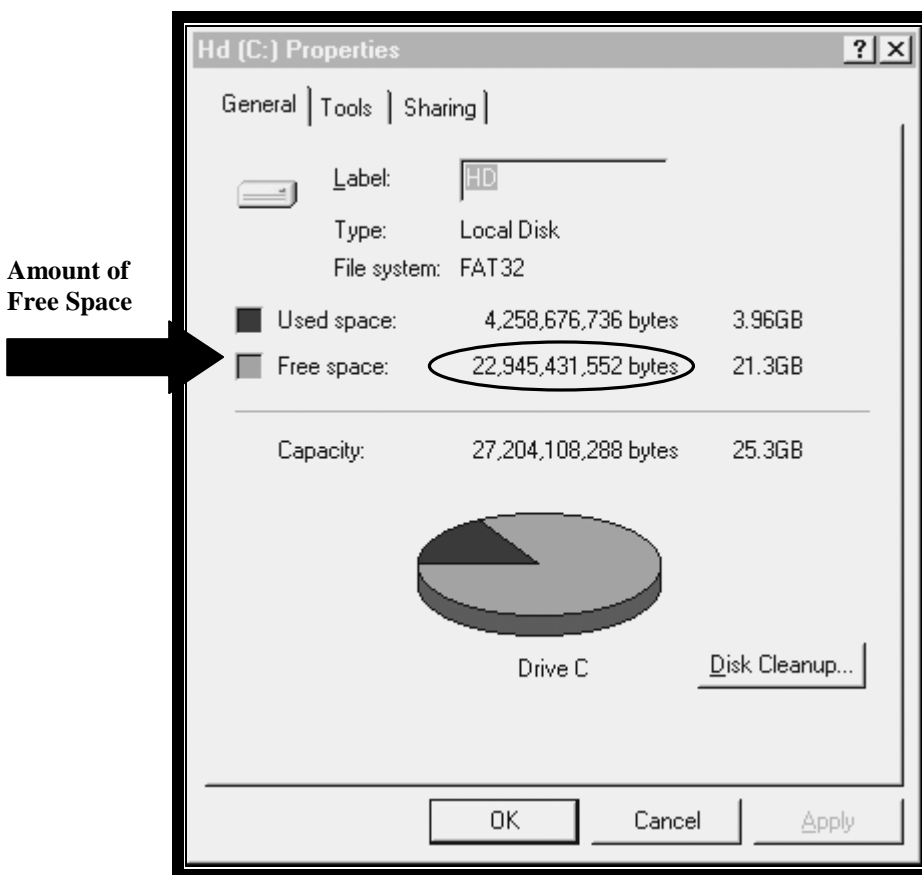 Hd (C:) Properties
General Tools Sharing
Label: HD
Type: Local Disk
File system: FAT32
Amount of
Free Space
Used space: 4,258,676,736 bytes 3.96GB
Free space: 22,945,431,552 bytes 21.3GB
Capacity: 27,204,108,288 bytes 25.3GB
Drive C
Disk Cleanup...
OK Cancel Apply